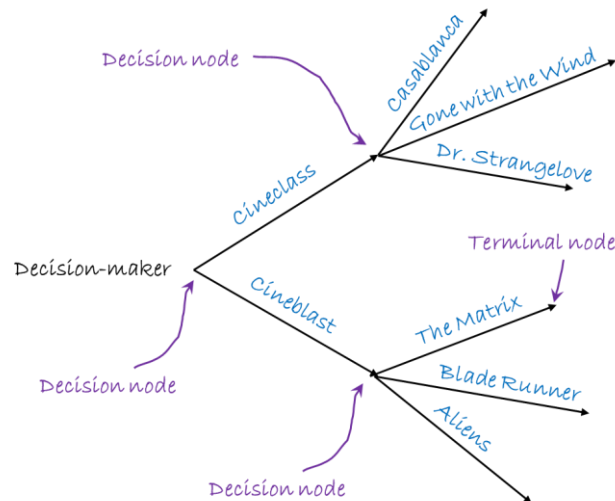 Decision node
Casablanca
Gone with the Wind
Dr. Strangelove
Cineclass
Decision-maker
Terminal node
Cineblast
The Matrix
Decision node
Blade Runner
Aliens
Decision node